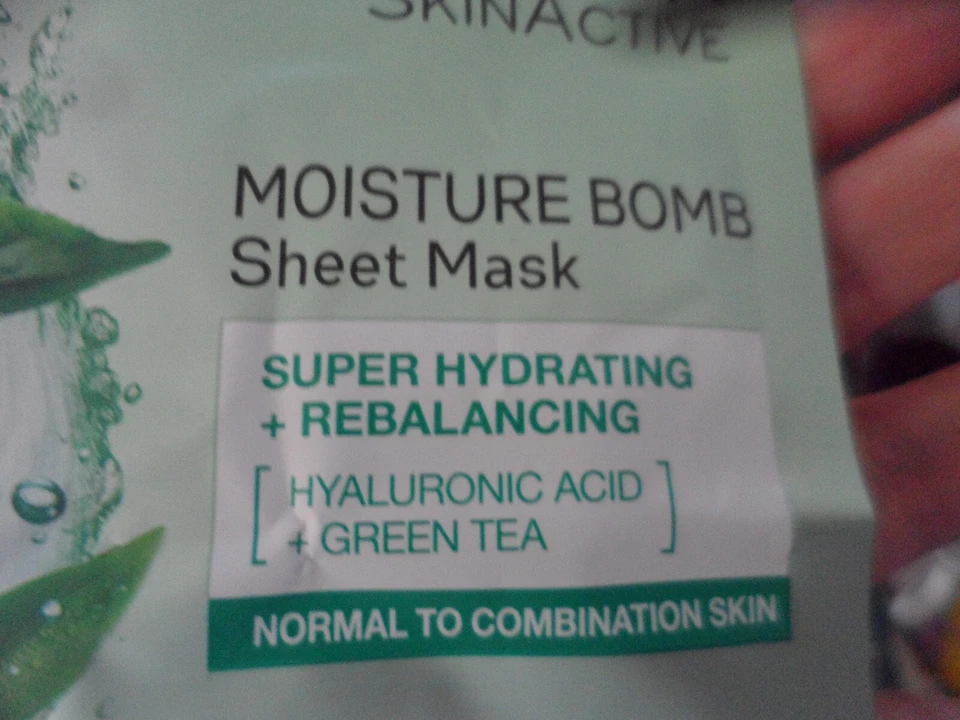 SKINACTIVE
MOISTURE BOMB
Sheet Mask
SUPER HYDRATING
+ REBALANCING
[ HYALURONIC ACID
+ GREEN TEA ]
NORMAL TO COMBINATION SKIN